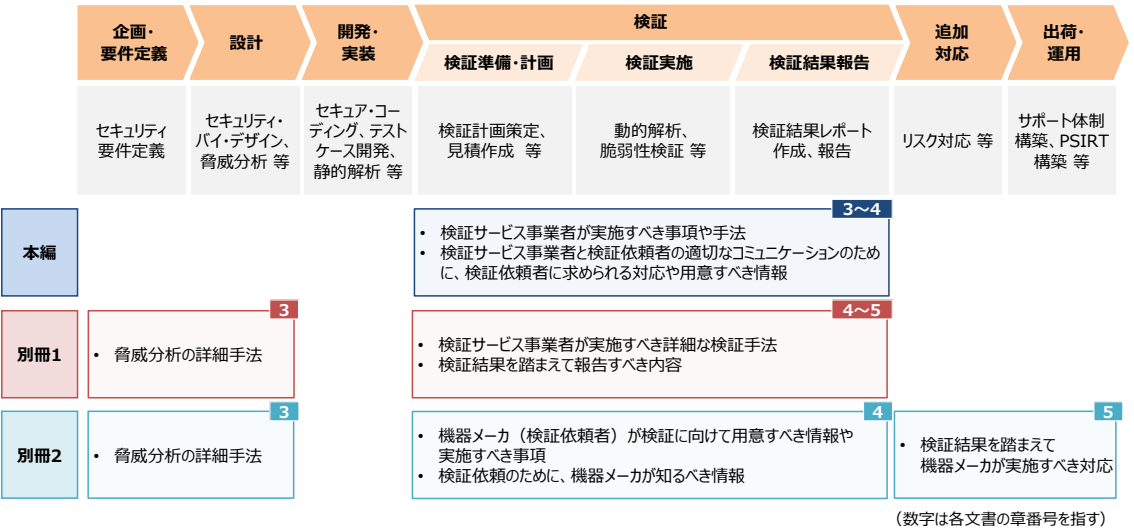 企画・
要件定義
設計
開発・
実装
検証
検証準備・計画
検証実施
検証結果報告
追加
対応
出荷・
運用
セキュリティ
要件定義
セキュリティ・
バイ・デザイン、
脅威分析 等
セキュア・コー
ディング、テスト
ケース開発、
静的解析 等
検証計画策定、
見積作成 等
動的解析、
脆弱性検証 等
検証結果レポート
作成、報告
リスク対応 等
サポート体制
構築、PSIRT
構築 等
本編
3～4
• 検証サービス事業者が実施すべき事項や手法
• 検証サービス事業者と検証依頼者の適切なコミュニケーションのため
に、検証依頼者に求められる対応や用意すべき情報
別冊1
3
• 脅威分析の詳細手法
4～5
• 検証サービス事業者が実施すべき詳細な検証手法
• 検証結果を踏まえて報告すべき内容
別冊2
3
• 脅威分析の詳細手法
4
• 機器メーカ（検証依頼者）が検証に向けて用意すべき情報や
実施すべき事項
• 検証依頼のために、機器メーカが知るべき情報
5
• 検証結果を踏まえて
機器メーカが実施すべき対応
（数字は各文書の章番号を指す）